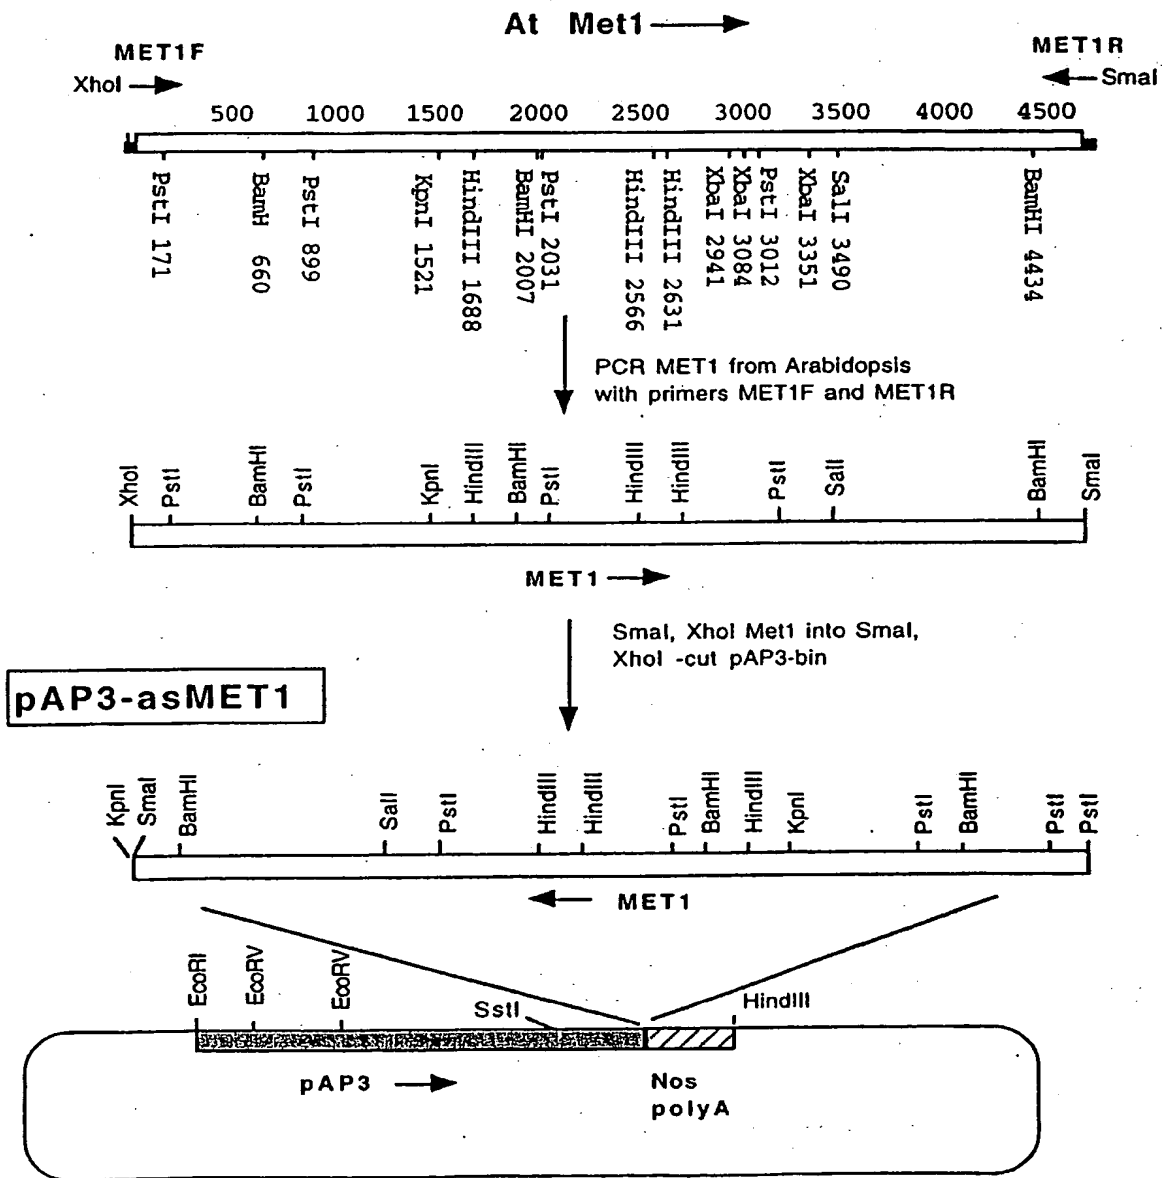 At Met1
MET1F
MET1R
XhoI
SmaI
500 1000 1500 2000 2500 3000 3500 4000 4500
PstI 171
BamH 660
PstI 899
KpnI 1521
HindIII 1688
BamHI 2007
PstI 2031
HindIII 2566
HindIII 2631
XbaI 2941
XbaI 3084
PstI 3012
XbaI 3351
SalI 3490
BamHI 4434
PCR MET1 from Arabidopsis
with primers MET1F and MET1R
XhoI
PstI
BamHI
PstI
KpnI
HindIII
BamHI
PstI
HindIII
HindIII
PstI
SalI
BamHI
SmaI
MET1
SmaI, XhoI Met1 into SmaI,
XhoI -cut pAP3-bin
pAP3-asMET1
KpnI
SmaI
BamHI
SalI
PstI
HindIII
HindIII
PstI
BamHI
HindIII
KpnI
PstI
BamHI
PstI
PstI
MET1
EcoRI
EcoRV
EcoRV
SstI
HindIII
pAP3
Nos
polyA